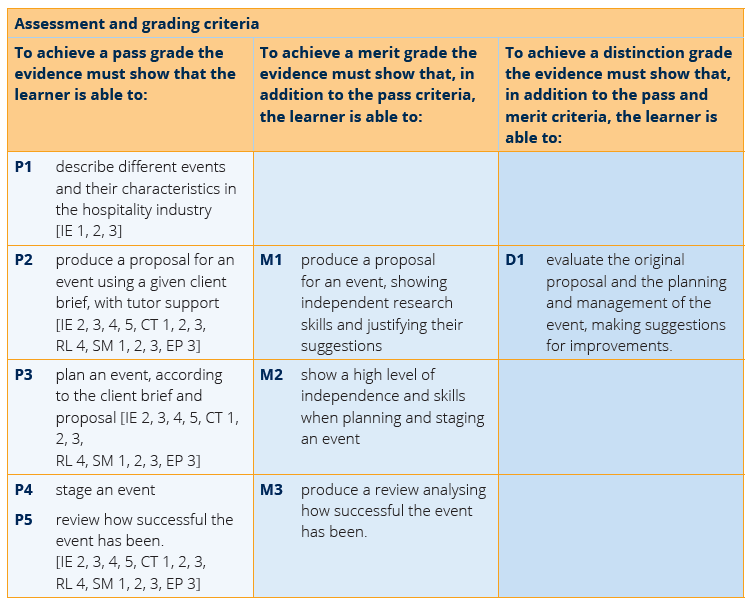 Assessment and grading criteria
To achieve a pass grade the
evidence must show that the
learner is able to:
To achieve a merit grade the
evidence must show that, in
addition to the pass criteria,
the learner is able to:
To achieve a distinction grade
the evidence must show that,
in addition to the pass and
merit criteria, the learner is
able to:
P1 describe different events
and their characteristics in
the hospitality industry
[IE 1, 2, 3]
P2 produce a proposal for an
event using a given client
brief, with tutor support
[IE 2, 3, 4, 5, CT 1, 2, 3,
RL 4, SM 1, 2, 3, EP 3]
M1 produce a proposal
for an event, showing
independent research
skills and justifying their
suggestions
D1 evaluate the original
proposal and the planning
and management of the
event, making suggestions
for improvements.
P3 plan an event, according
to the client brief and
proposal [IE 2, 3, 4, 5, CT 1,
2, 3,
RL 4, SM 1, 2, 3, EP 3]
M2 show a high level of
independence and skills
when planning and staging
an event
P4 stage an event
P5 review how successful the
event has been.
[IE 2, 3, 4, 5, CT 1, 2, 3,
RL 4, SM 1, 2, 3, EP 3]
M3 produce a review analysing
how successful the event
has been.